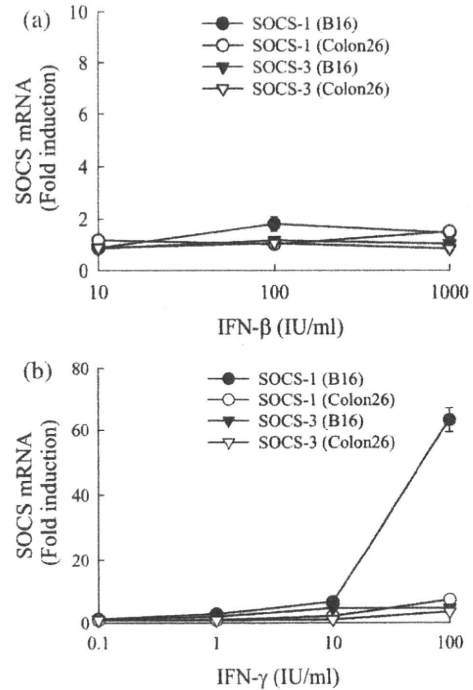 (a)
SOCS-1 (B16)
SOCS-1 (Colon26)
SOCS-3 (B16)
SOCS-3 (Colon26)
SOCS mRNA
(Fold induction)
10
8
6
4
2
0
10 100 1000
IFN-β (IU/ml)
(b)
SOCS-1 (B16)
SOCS-1 (Colon26)
SOCS-3 (B16)
SOCS-3 (Colon26)
SOCS mRNA
(Fold induction)
80
60
40
20
0
0.1 1 10 100
IFN-γ (IU/ml)